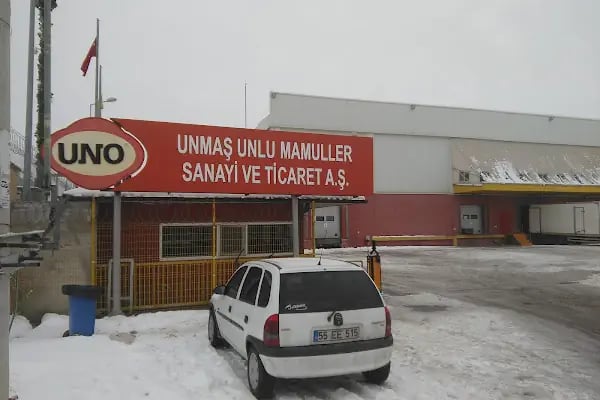 UNO
UNMAŞ UNLU MAMULLER
SANAYİ VE TİCARET A.Ş.
55 EE 515